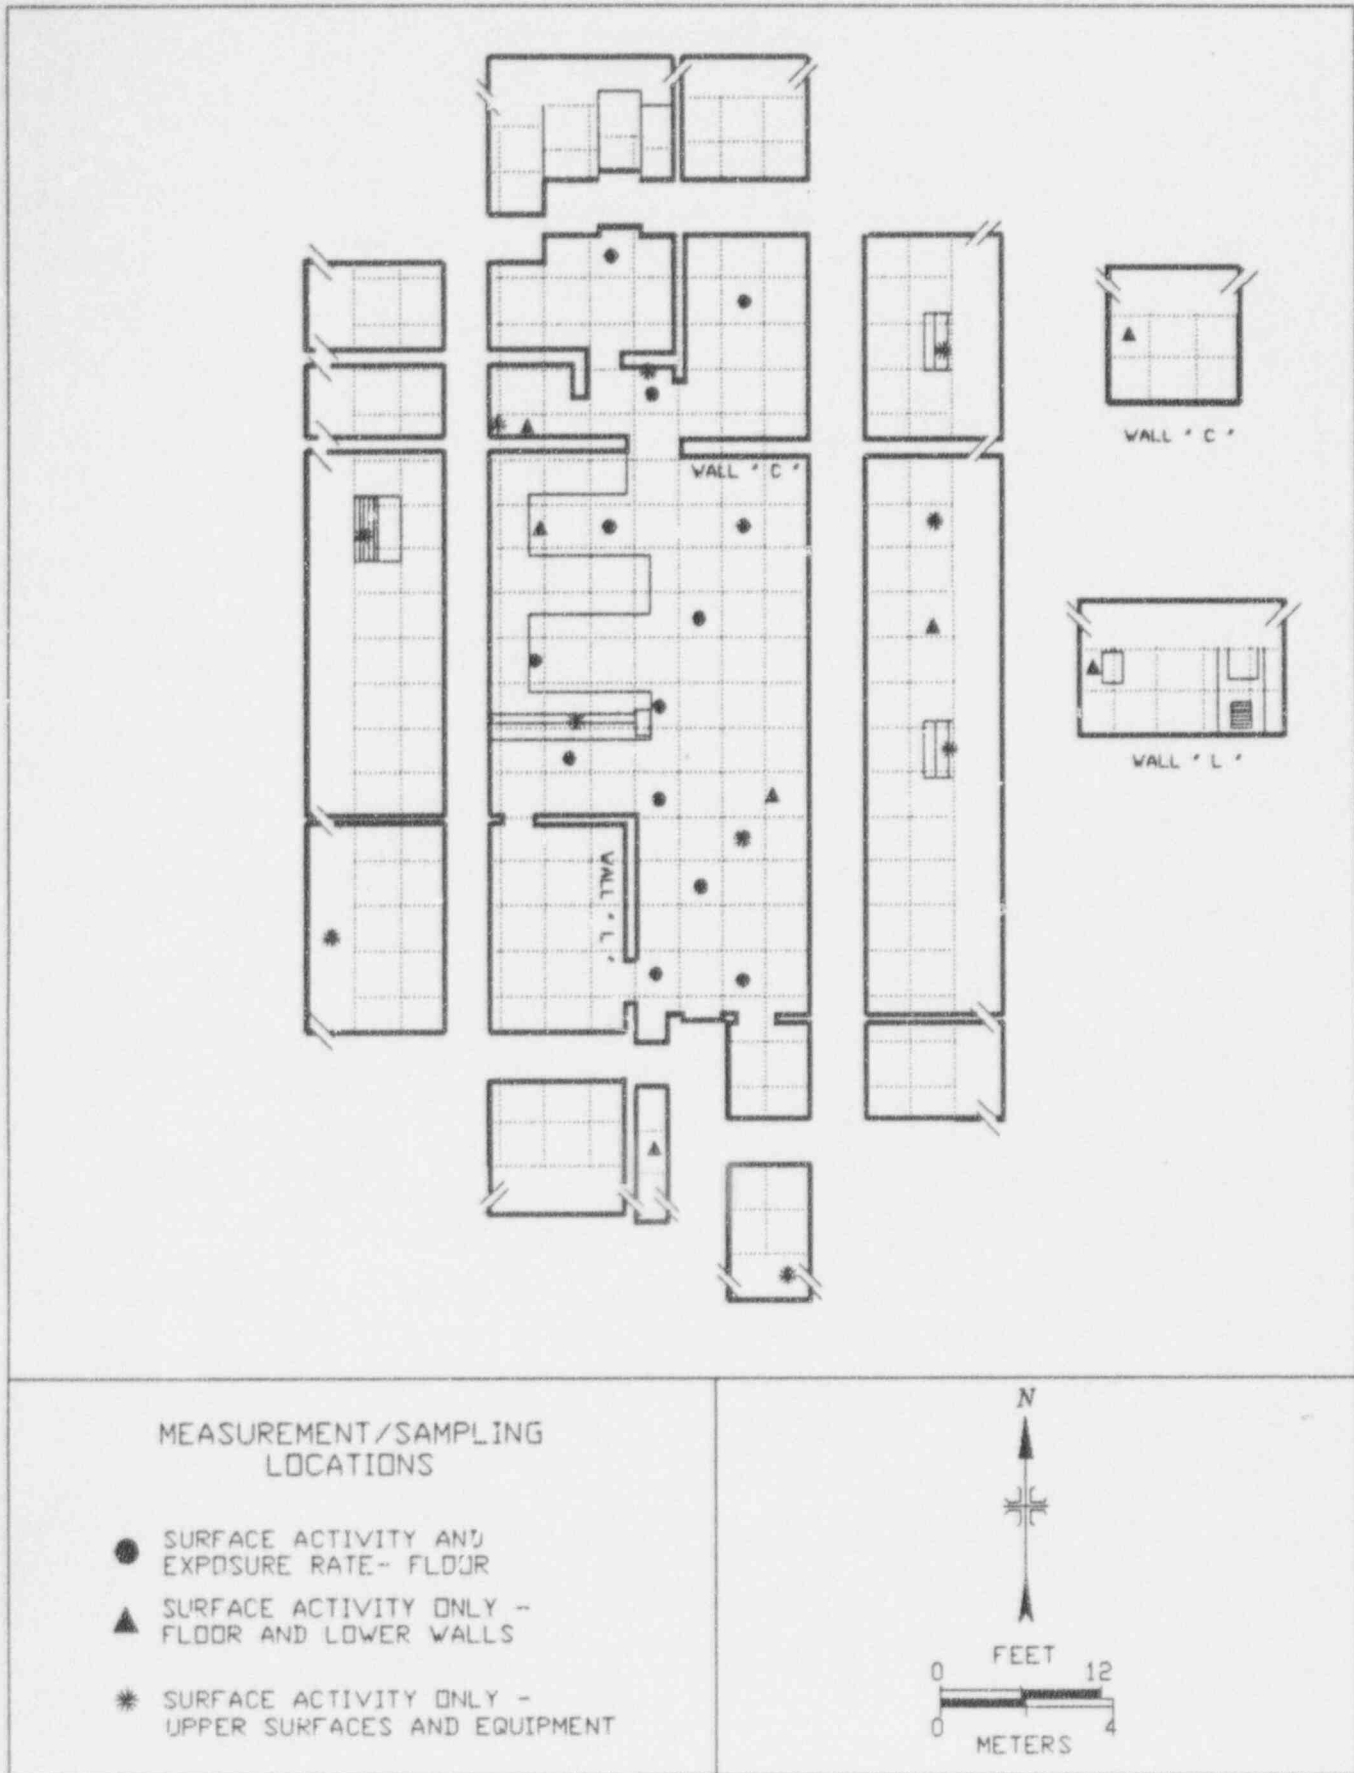 WALL ' C '
WALL ' C '
WALL ' L '
WALL ' L '
MEASUREMENT/SAMPLING
LOCATIONS
SURFACE ACTIVITY AND
EXPOSURE RATE- FLOOR
SURFACE ACTIVITY ONLY -
FLOOR AND LOWER WALLS
SURFACE ACTIVITY ONLY -
UPPER SURFACES AND EQUIPMENT
N
FEET
0 12
0 4
METERS